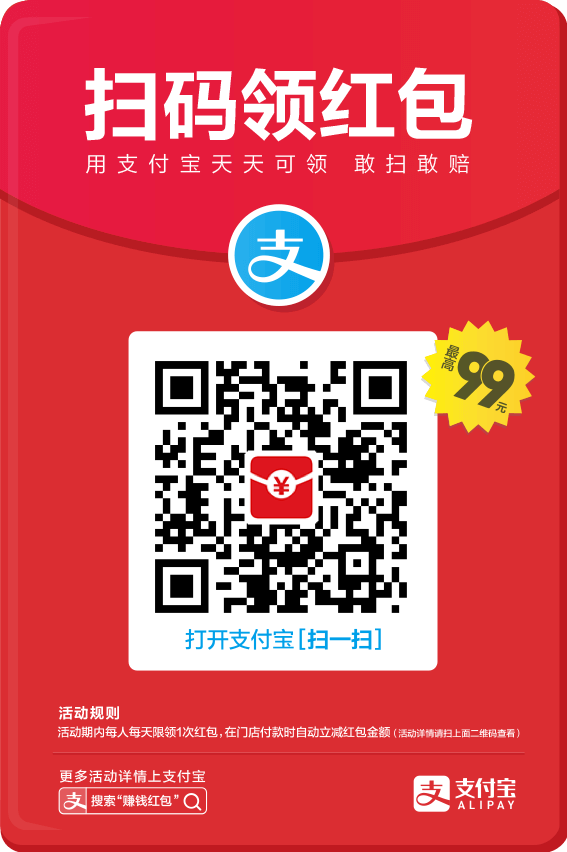 扫码领红包
用支付宝天天可领 敢扫敢赔
支
最高
99
元
¥
打开支付宝[扫一扫]
活动规则
活动期内每人每天限领1次红包，在门店付款时自动立减红包金额（活动详情请扫上面二维码查看）
更多活动详情上支付宝
支 搜索“赚钱红包”
支 支付宝
ALIPAY